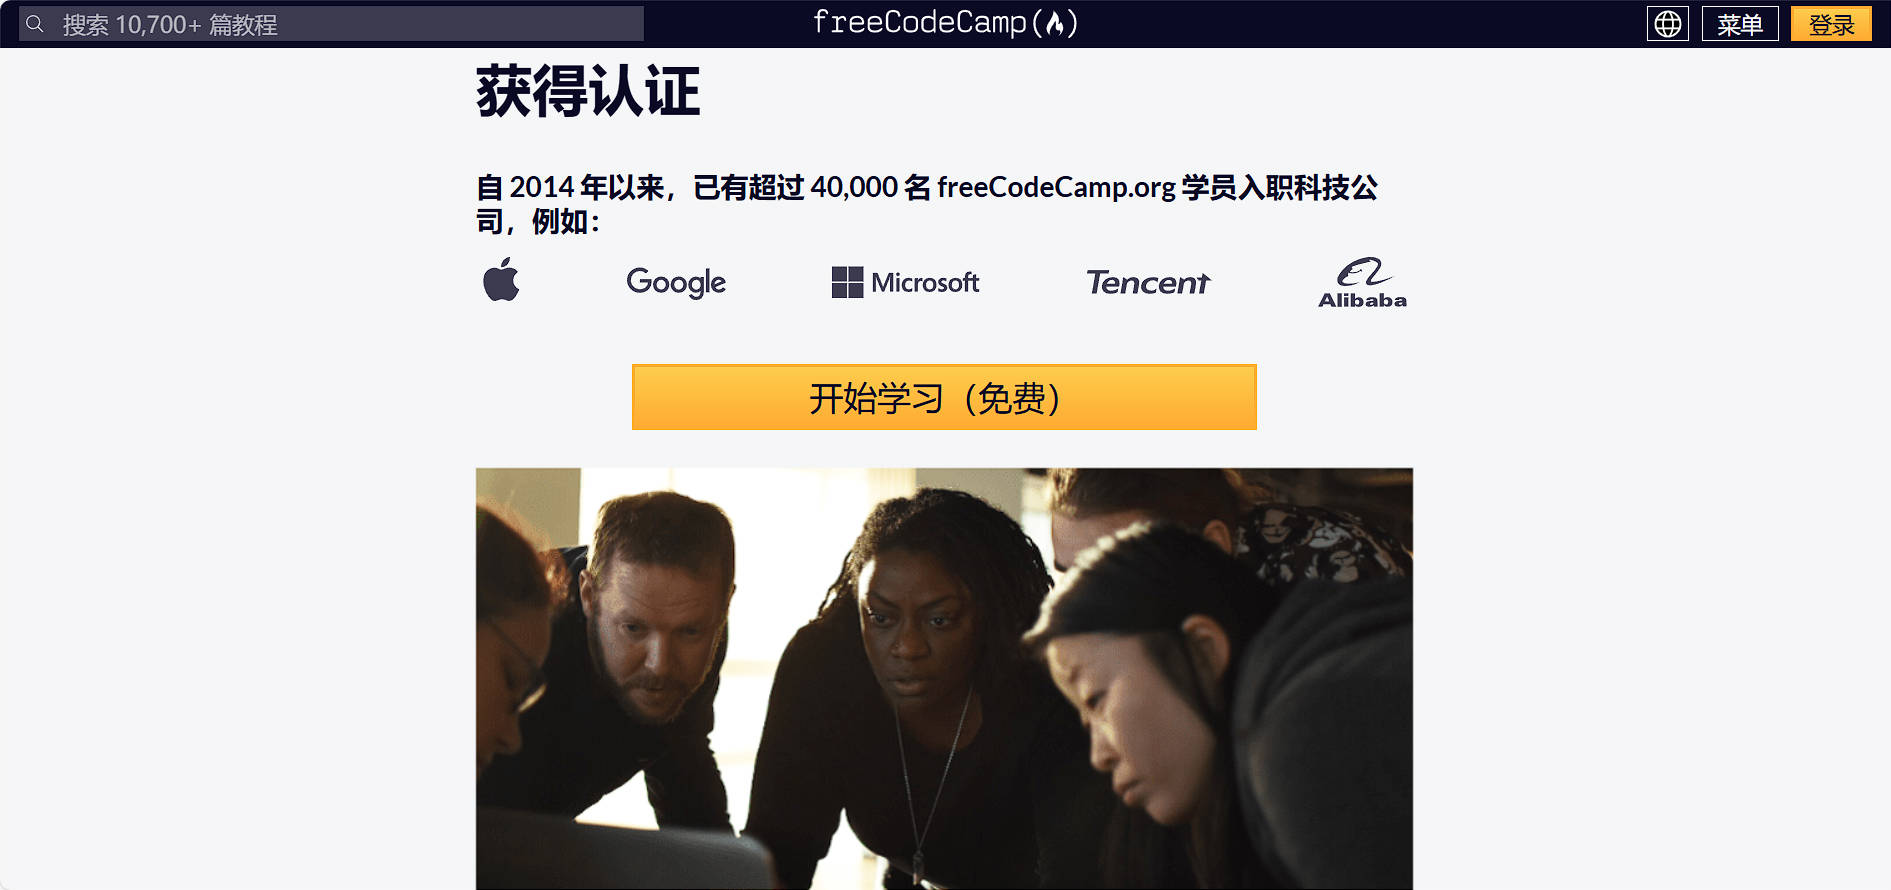 搜索 10,700+ 篇教程
freeCodeCamp(🔥)
菜单
登录
获得认证
自 2014 年以来，已有超过 40,000 名 freeCodeCamp.org 学员入职科技公
司，例如：
Google
Microsoft
Tencent
Alibaba
开始学习（免费）